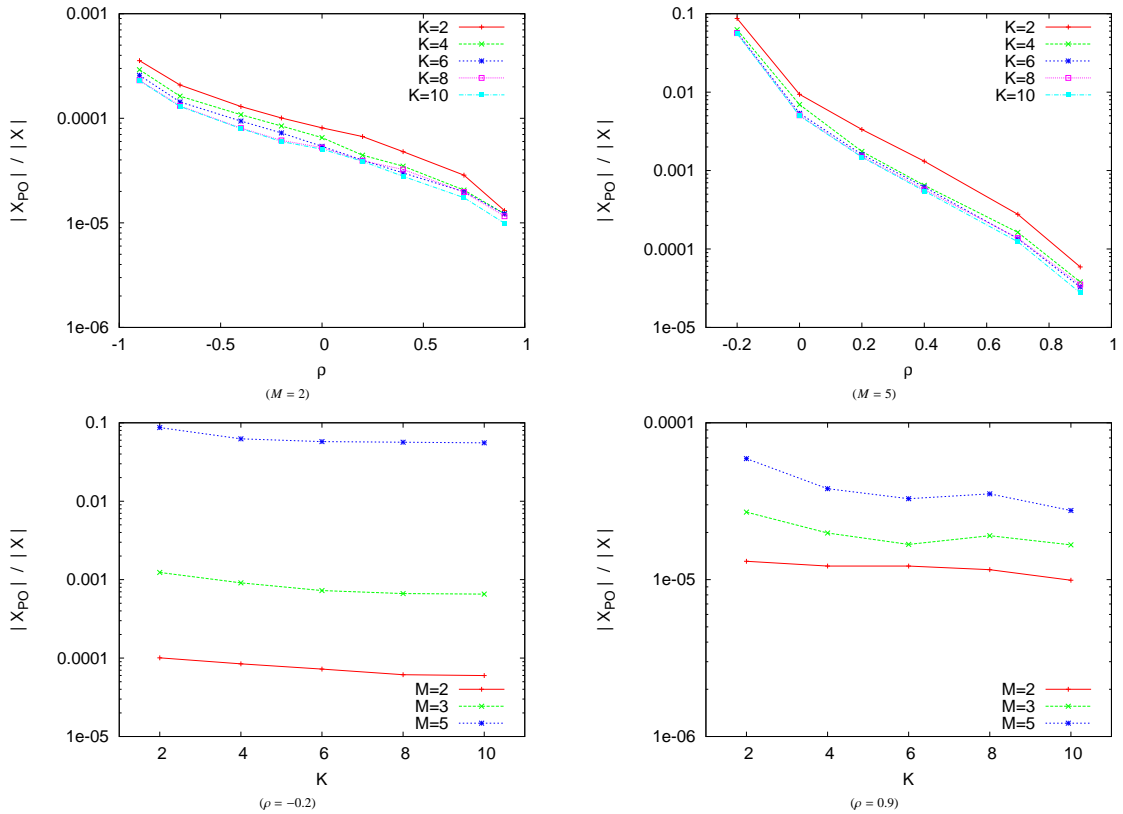 | X_PO | / | X |
0.001
0.0001
1e-05
1e-06
-1 -0.5 0 0.5 1
ρ
K=2
K=4
K=6
K=8
K=10
(M = 2)
| X_PO | / | X |
0.1
0.01
0.001
0.0001
1e-05
-0.2 0 0.2 0.4 0.6 0.8 1
ρ
K=2
K=4
K=6
K=8
K=10
(M = 5)
| X_PO | / | X |
0.1
0.01
0.001
0.0001
1e-05
2 4 6 8 10
K
M=2
M=3
M=5
(ρ = −0.2)
| X_PO | / | X |
0.0001
1e-05
1e-06
2 4 6 8 10
K
M=2
M=3
M=5
(ρ = 0.9)